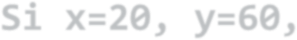 Si x=20, y=60,